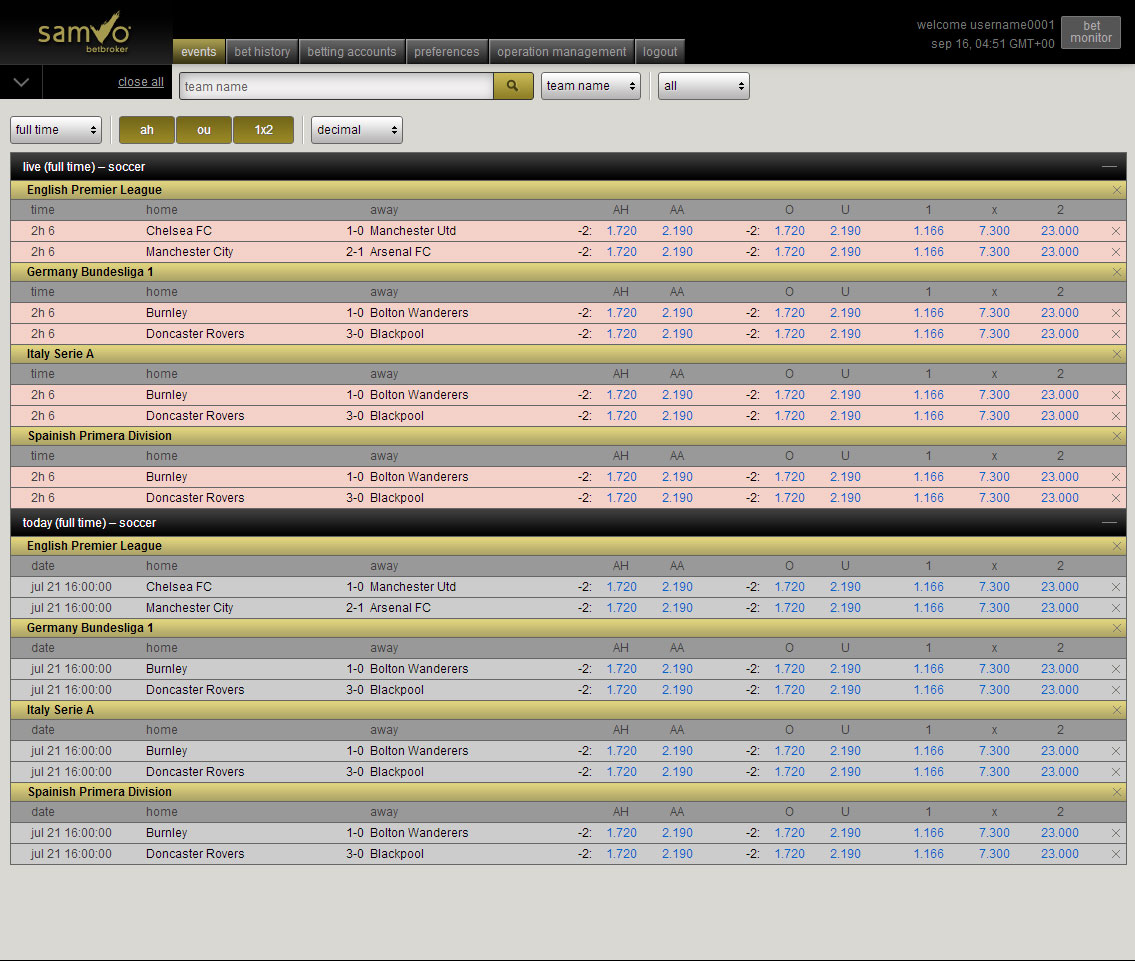 samvo betbroker
events bet history betting accounts preferences operation management logout
welcome username0001
sep 16, 04:51 GMT+00
bet monitor
close all team name team name all
full time ah ou 1x2 decimal
live (full time) – soccer
English Premier League
time home away AH AA O U 1 x 2
2h 6 Chelsea FC 1-0 Manchester Utd -2: 1.720 2.190 -2: 1.720 2.190 1.166 7.300 23.000
2h 6 Manchester City 2-1 Arsenal FC -2: 1.720 2.190 -2: 1.720 2.190 1.166 7.300 23.000
Germany Bundesliga 1
time home away AH AA O U 1 x 2
2h 6 Burnley 1-0 Bolton Wanderers -2: 1.720 2.190 -2: 1.720 2.190 1.166 7.300 23.000
2h 6 Doncaster Rovers 3-0 Blackpool -2: 1.720 2.190 -2: 1.720 2.190 1.166 7.300 23.000
Italy Serie A
time home away AH AA O U 1 x 2
2h 6 Burnley 1-0 Bolton Wanderers -2: 1.720 2.190 -2: 1.720 2.190 1.166 7.300 23.000
2h 6 Doncaster Rovers 3-0 Blackpool -2: 1.720 2.190 -2: 1.720 2.190 1.166 7.300 23.000
Spainish Primera Division
time home away AH AA O U 1 x 2
2h 6 Burnley 1-0 Bolton Wanderers -2: 1.720 2.190 -2: 1.720 2.190 1.166 7.300 23.000
2h 6 Doncaster Rovers 3-0 Blackpool -2: 1.720 2.190 -2: 1.720 2.190 1.166 7.300 23.000
today (full time) – soccer
English Premier League
date home away AH AA O U 1 x 2
jul 21 16:00:00 Chelsea FC 1-0 Manchester Utd -2: 1.720 2.190 -2: 1.720 2.190 1.166 7.300 23.000
jul 21 16:00:00 Manchester City 2-1 Arsenal FC -2: 1.720 2.190 -2: 1.720 2.190 1.166 7.300 23.000
Germany Bundesliga 1
date home away AH AA O U 1 x 2
jul 21 16:00:00 Burnley 1-0 Bolton Wanderers -2: 1.720 2.190 -2: 1.720 2.190 1.166 7.300 23.000
jul 21 16:00:00 Doncaster Rovers 3-0 Blackpool -2: 1.720 2.190 -2: 1.720 2.190 1.166 7.300 23.000
Italy Serie A
date home away AH AA O U 1 x 2
jul 21 16:00:00 Burnley 1-0 Bolton Wanderers -2: 1.720 2.190 -2: 1.720 2.190 1.166 7.300 23.000
jul 21 16:00:00 Doncaster Rovers 3-0 Blackpool -2: 1.720 2.190 -2: 1.720 2.190 1.166 7.300 23.000
Spainish Primera Division
date home away AH AA O U 1 x 2
jul 21 16:00:00 Burnley 1-0 Bolton Wanderers -2: 1.720 2.190 -2: 1.720 2.190 1.166 7.300 23.000
jul 21 16:00:00 Doncaster Rovers 3-0 Blackpool -2: 1.720 2.190 -2: 1.720 2.190 1.166 7.300 23.000